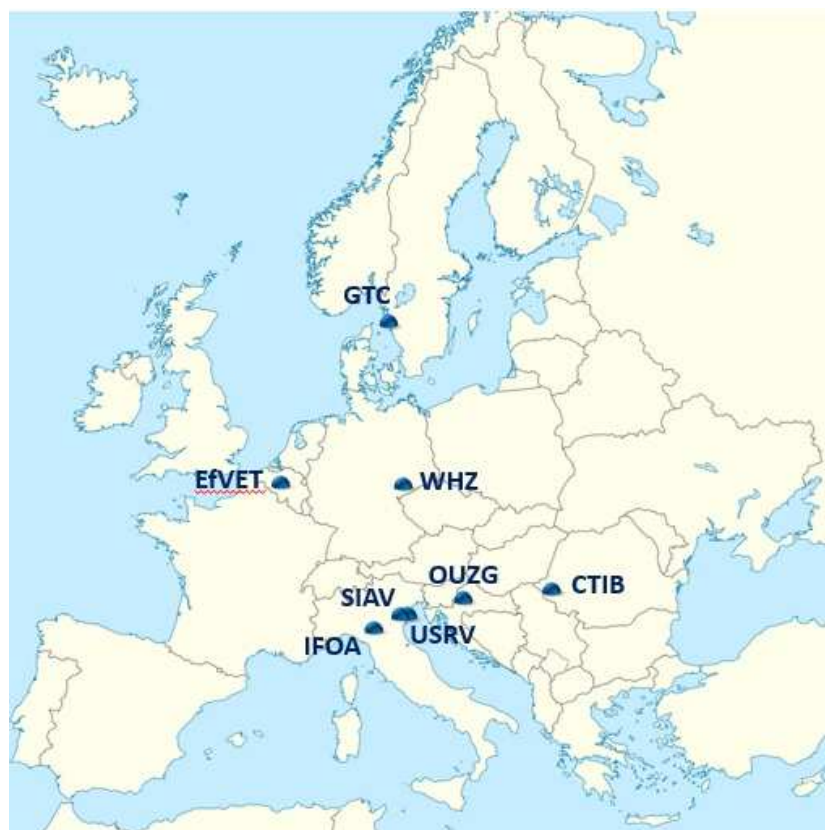 GTC
EfVET
WHZ
OUZG
CTIB
SIAV
USRV
IFOA